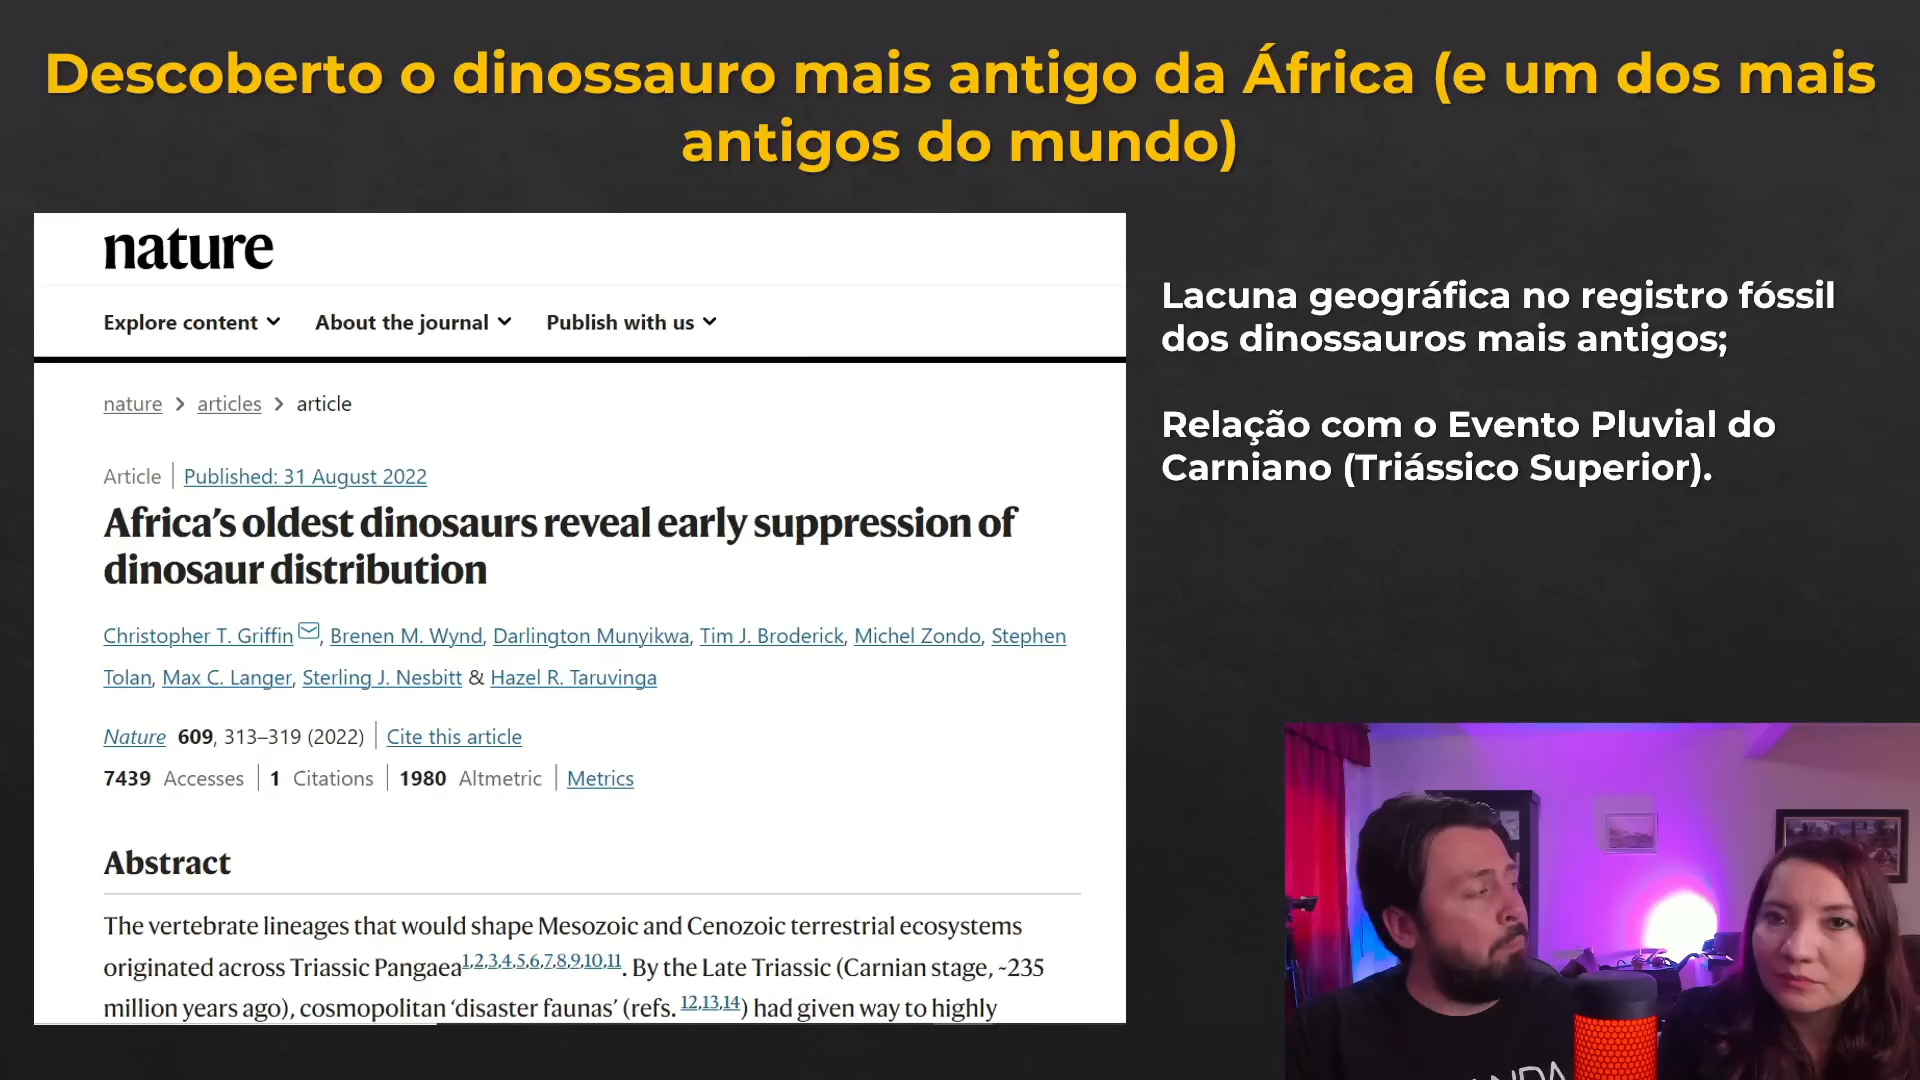 Descoberto o dinossauro mais antigo da África (e um dos mais
antigos do mundo)
nature
Explore content
About the journal
Publish with us
nature > articles > article
Article | Published: 31 August 2022
Africa's oldest dinosaurs reveal early suppression of
dinosaur distribution
Christopher T. Griffin, Brenen M. Wynd, Darlington Munyikwa, Tim J. Broderick, Michel Zondo, Stephen
Tolan, Max C. Langer, Sterling J. Nesbitt & Hazel R. Taruvinga
Nature 609, 313–319 (2022) | Cite this article
7439 Accesses | 1 Citations | 1980 Altmetric | Metrics
Abstract
The vertebrate lineages that would shape Mesozoic and Cenozoic terrestrial ecosystems
originated across Triassic Pangaea1,2,3,4,5,6,7,8,9,10,11. By the Late Triassic (Carnian stage, ~235
million years ago), cosmopolitan ‘disaster faunas’ (refs. 12,13,14) had given way to highly
Lacuna geográfica no registro fóssil
dos dinossauros mais antigos;
Relação com o Evento Pluvial do
Carniano (Triássico Superior).